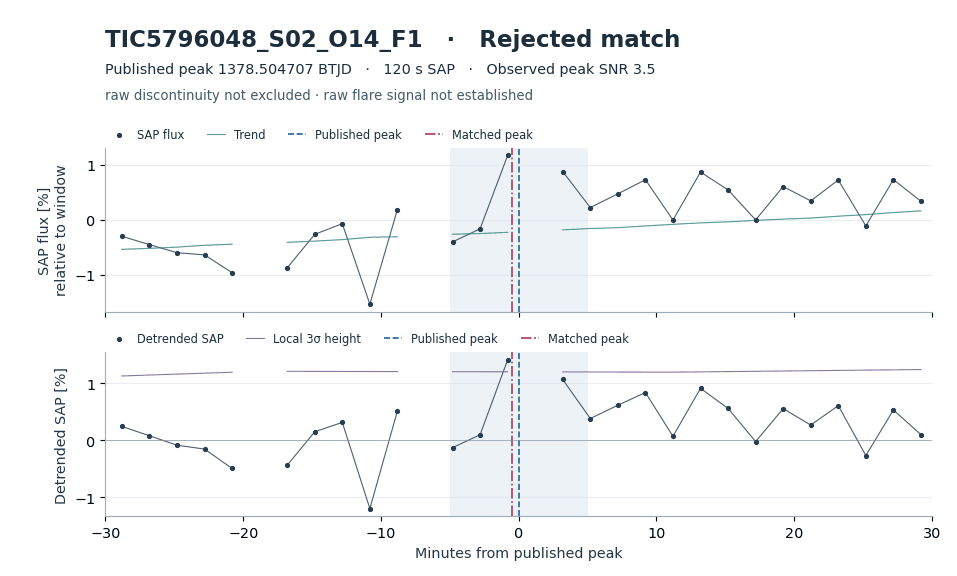 TIC5796048_S02_O14_F1 · Rejected match
Published peak 1378.504707 BTJD · 120 s SAP · Observed peak SNR 3.5
raw discontinuity not excluded · raw flare signal not established
SAP flux Trend Published peak Matched peak
SAP flux [%]
relative to window
1
0
−1
Detrended SAP Local 3σ height Published peak Matched peak
Detrended SAP [%]
1
0
−1
−30 −20 −10 0 10 20 30
Minutes from published peak